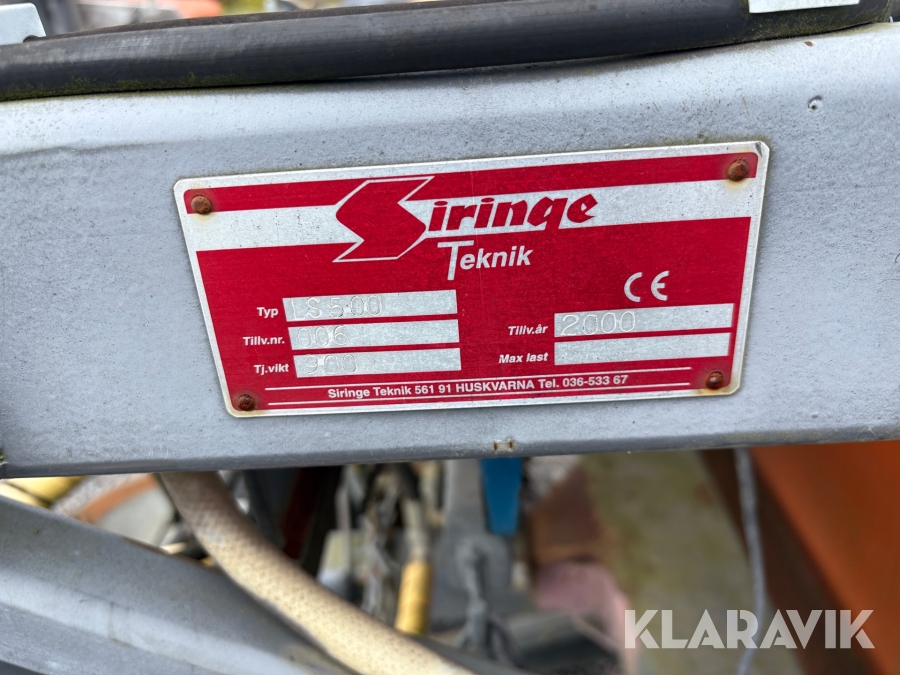 Siringe
Teknik
CE
Typ LS 500
Tillv.nr. 006
Tj.vikt 960
Tillv.år 2000
Max last
Siringe Teknik 561 91 HUSKVARNA Tel. 036-533 67
KLARAVIK